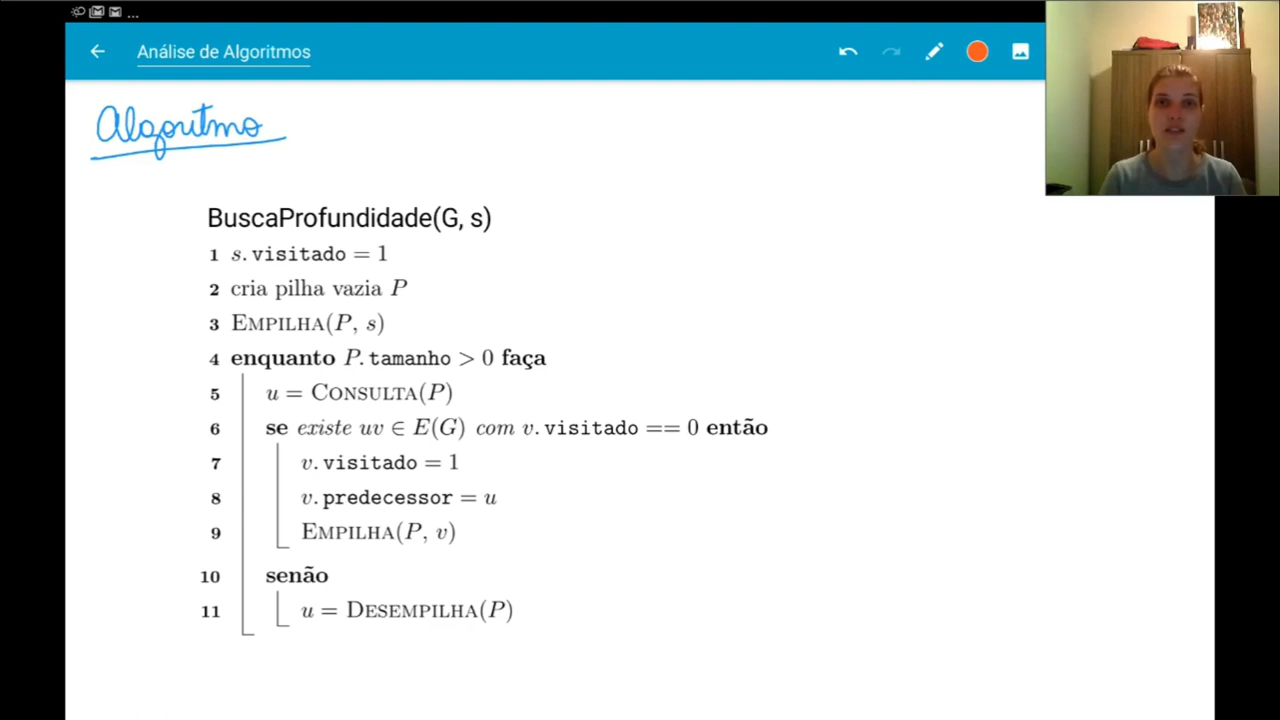 ...
Análise de Algoritmos
Algoritmo
BuscaProfundidade(G, s)
1 s.visitado = 1
2 cria pilha vazia P
3 EMPILHA(P, s)
4 enquanto P.tamanho > 0 faça
5 u = CONSULTA(P)
6 se existe uv ∈ E(G) com v.visitado == 0 então
7 v.visitado = 1
8 v.predecessor = u
9 EMPILHA(P, v)
10 senão
11 u = DESEMPILHA(P)